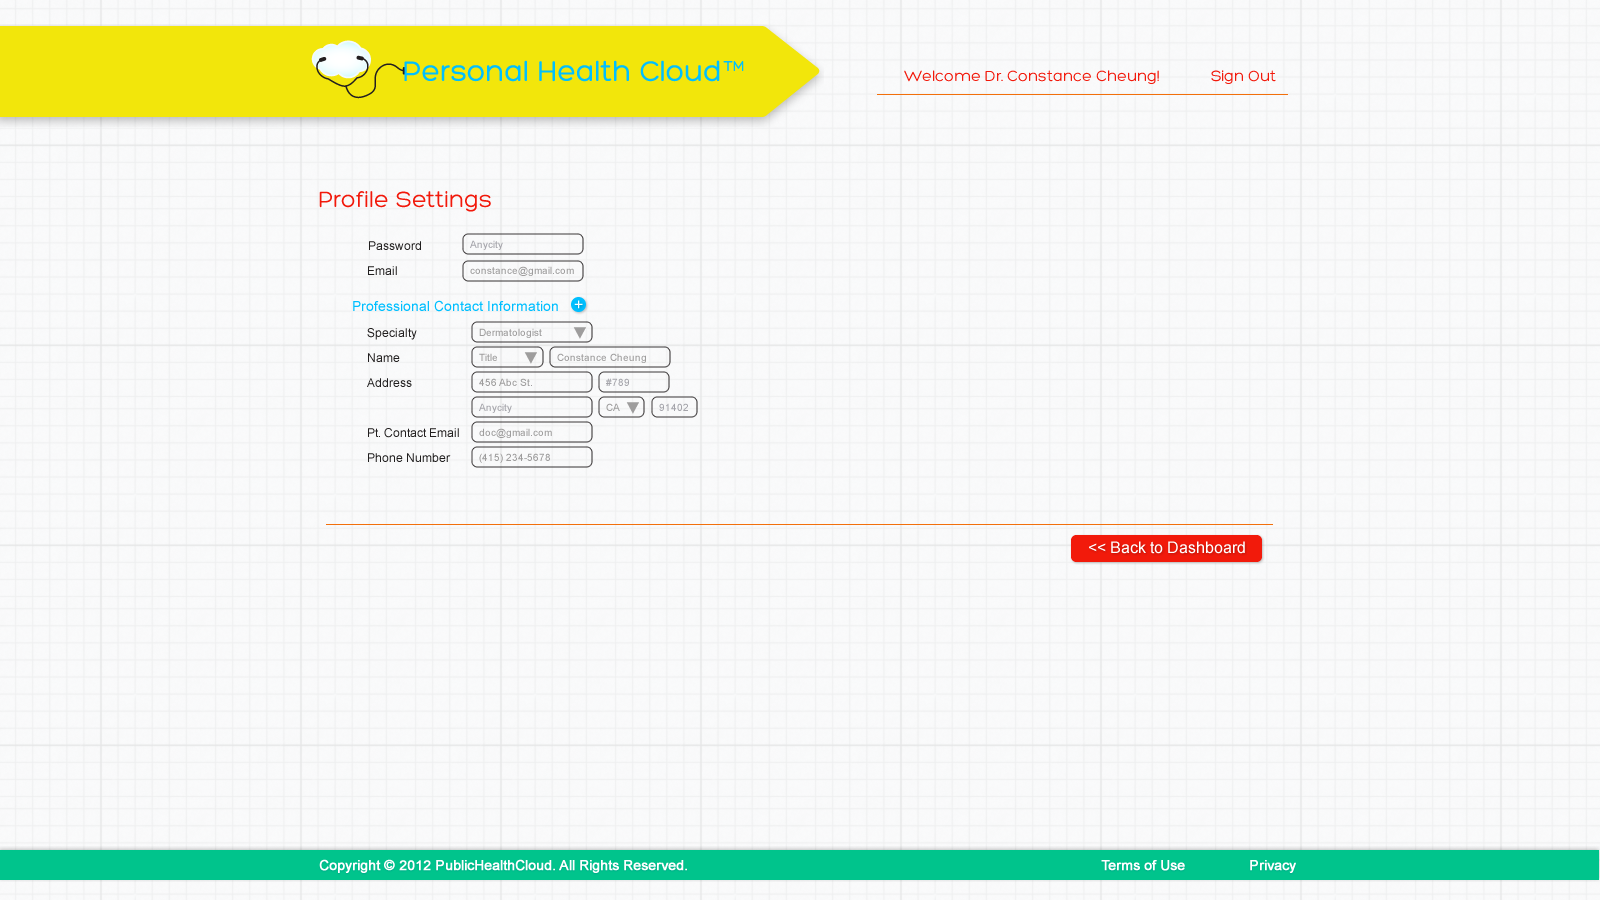 Personal Health Cloud™
Welcome Dr. Constance Cheung! Sign Out
Profile Settings
Password Anycity
Email constance@gmail.com
Professional Contact Information +
Specialty Dermatologist
Name Title Constance Cheung
Address 456 Abc St. #789
Anycity CA 91402
Pt. Contact Email doc@gmail.com
Phone Number (415) 234-5678
<< Back to Dashboard
Copyright © 2012 PublicHealthCloud. All Rights Reserved. Terms of Use Privacy